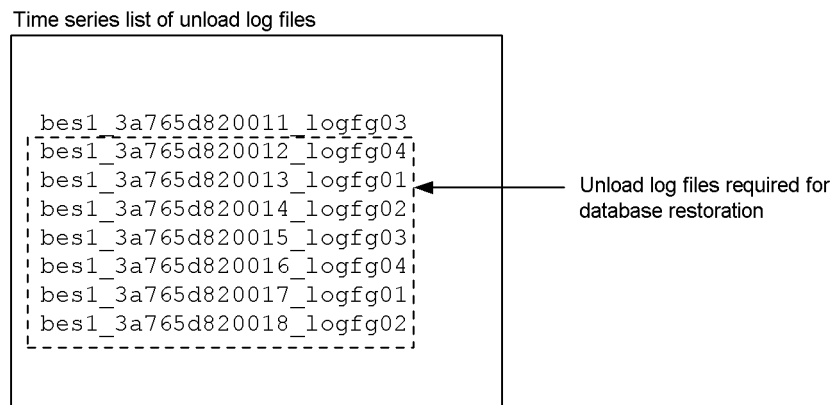 Time series list of unload log files
bes1_3a765d820011_logfg03
bes1_3a765d820012_logfg04
bes1_3a765d820013_logfg01
bes1_3a765d820014_logfg02
bes1_3a765d820015_logfg03
bes1_3a765d820016_logfg04
bes1_3a765d820017_logfg01
bes1_3a765d820018_logfg02
Unload log files required for
database restoration